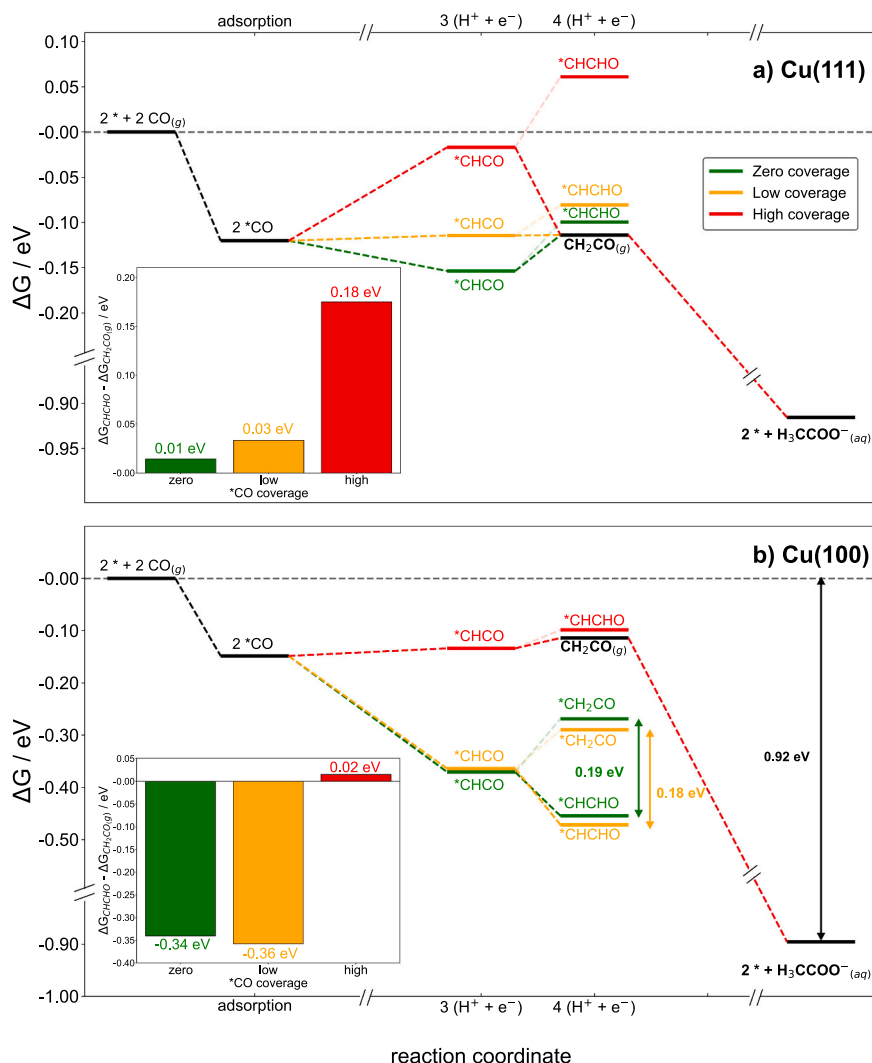 adsorption
3 (H⁺ + e⁻)
4 (H⁺ + e⁻)
a) Cu(111)
ΔG / eV
0.10
0.05
-0.00
-0.05
-0.10
-0.15
-0.20
-0.90
-0.95
2 * + 2 CO(g)
2 *CO
*CHCO
*CHCO
*CHCO
*CHCHO
*CHCHO
*CHCHO
CH₂CO(g)
2 * + H₃CCOO⁻(aq)
Zero coverage
Low coverage
High coverage
ΔG_CHCHO - ΔG_CH₂CO(g) / eV
0.20
0.15
0.10
0.05
-0.00
0.01 eV
0.03 eV
0.18 eV
zero
low
high
*CO coverage
b) Cu(100)
ΔG / eV
-0.00
-0.10
-0.20
-0.30
-0.40
-0.50
-0.90
-1.00
2 * + 2 CO(g)
2 *CO
*CHCO
*CHCO
*CHCO
*CHCHO
CH₂CO(g)
*CH₂CO
*CH₂CO
*CHCHO
*CHCHO
0.19 eV
0.18 eV
0.92 eV
2 * + H₃CCOO⁻(aq)
ΔG_CHCHO - ΔG_CH₂CO(g) / eV
0.05
-0.00
-0.05
-0.10
-0.15
-0.20
-0.25
-0.30
-0.35
-0.40
-0.34 eV
-0.36 eV
0.02 eV
zero
low
high
*CO coverage
adsorption
3 (H⁺ + e⁻)
4 (H⁺ + e⁻)
reaction coordinate